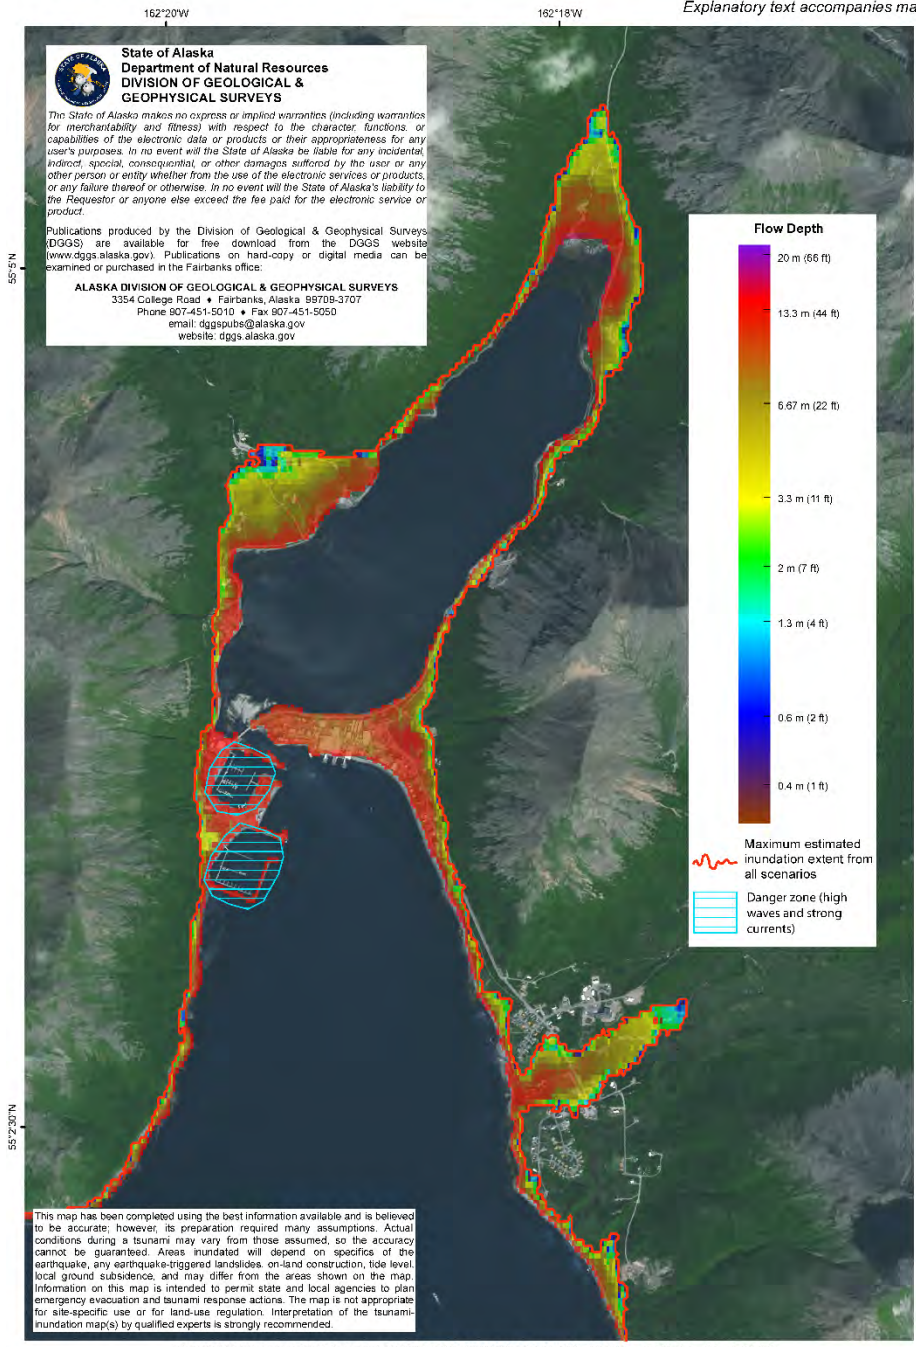 Explanatory text accompanies ma
162°20'W
162°18'W
State of Alaska
Department of Natural Resources
DIVISION OF GEOLOGICAL &
GEOPHYSICAL SURVEYS
STATE OF ALASKA
The State of Alaska makes no express or implied warranties (including warranties
for merchantability and fitness) with respect to the character, functions, or
capabilities of the electronic data or products or their appropriateness for any
user's purposes. In no event will the State of Alaska be liable for any incidental,
indirect, special, consequential, or other damages suffered by the user or any
other person or entity whether from the use of the electronic services or products,
or any failure thereof or otherwise. In no event will the State of Alaska's liability to
the Requestor or anyone else exceed the fee paid for the electronic service or
product.
Publications produced by the Division of Geological & Geophysical Surveys
(DGGS) are available for free download from the DGGS website
(www.dggs.alaska.gov). Publications on hard-copy or digital media can be
examined or purchased in the Fairbanks office:
ALASKA DIVISION OF GEOLOGICAL & GEOPHYSICAL SURVEYS
3354 College Road ♦ Fairbanks, Alaska 99709-3707
Phone 907-451-5010 ♦ Fax 907-451-5050
email: dggspubs@alaska.gov
website: dggs.alaska.gov
55°5'N
Flow Depth
20 m (66 ft)
13.3 m (44 ft)
6.67 m (22 ft)
3.3 m (11 ft)
2 m (7 ft)
1.3 m (4 ft)
0.6 m (2 ft)
0.4 m (1 ft)
Maximum estimated
inundation extent from
all scenarios
Danger zone (high
waves and strong
currents)
55°2'30"N
This map has been completed using the best information available and is believed
to be accurate; however, its preparation required many assumptions. Actual
conditions during a tsunami may vary from those assumed, so the accuracy
cannot be guaranteed. Areas inundated will depend on specifics of the
earthquake, any earthquake-triggered landslides, on-land construction, tide level,
local ground subsidence, and may differ from the areas shown on the map.
Information on this map is intended to permit state and local agencies to plan
emergency evacuation and tsunami response actions. The map is not appropriate
for site-specific use or for land-use regulation. Interpretation of the tsunami-
inundation map(s) by qualified experts is strongly recommended.